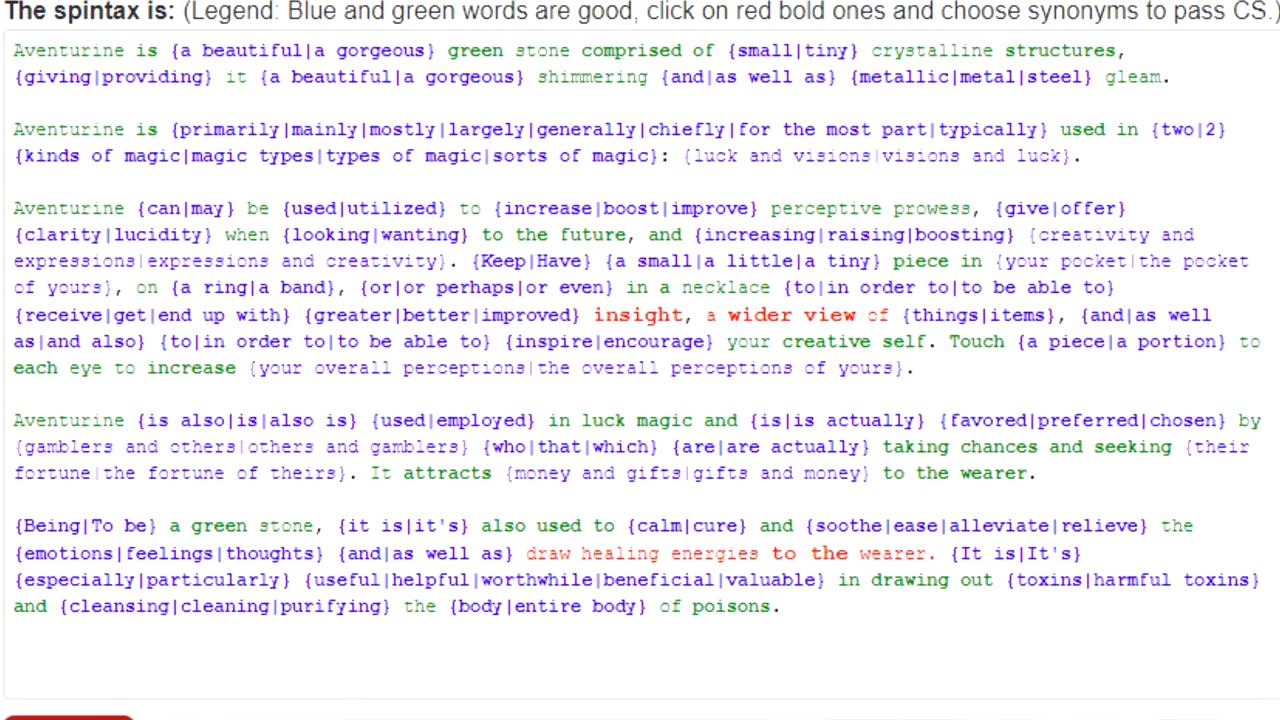 The spintax is: (Legend: Blue and green words are good, click on red bold ones and choose synonyms to pass CS.)
Aventurine is {a beautiful|a gorgeous} green stone comprised of {small|tiny} crystalline structures,
{giving|providing} it {a beautiful|a gorgeous} shimmering {and|as well as} {metallic|metal|steel} gleam.
Aventurine is {primarily|mainly|mostly|largely|generally|chiefly|for the most part|typically} used in {two|2}
{kinds of magic|magic types|types of magic|sorts of magic}: {luck and visions|visions and luck}.
Aventurine {can|may} be {used|utilized} to {increase|boost|improve} perceptive prowess, {give|offer}
{clarity|lucidity} when {looking|wanting} to the future, and {increasing|raising|boosting} {creativity and
expressions|expressions and creativity}. {Keep|Have} {a small|a little|a tiny} piece in {your pocket|the pocket
of yours}, on {a ring|a band}, {or|or perhaps|or even} in a necklace {to|in order to|to be able to}
{receive|get|end up with} {greater|better|improved} insight, a wider view of {things|items}, {and|as well
as|and also} {to|in order to|to be able to} {inspire|encourage} your creative self. Touch {a piece|a portion} to
each eye to increase {your overall perceptions|the overall perceptions of yours}.
Aventurine {is also|is|also is} {used|employed} in luck magic and {is|is actually} {favored|preferred|chosen} by
{gamblers and others|others and gamblers} {who|that|which} {are|are actually} taking chances and seeking {their
fortune|the fortune of theirs}. It attracts {money and gifts|gifts and money} to the wearer.
{Being|To be} a green stone, {it is|it's} also used to {calm|cure} and {soothe|ease|alleviate|relieve} the
{emotions|feelings|thoughts} {and|as well as} draw healing energies to the wearer. {It is|It's}
{especially|particularly} {useful|helpful|worthwhile|beneficial|valuable} in drawing out {toxins|harmful toxins}
and {cleansing|cleaning|purifying} the {body|entire body} of poisons.